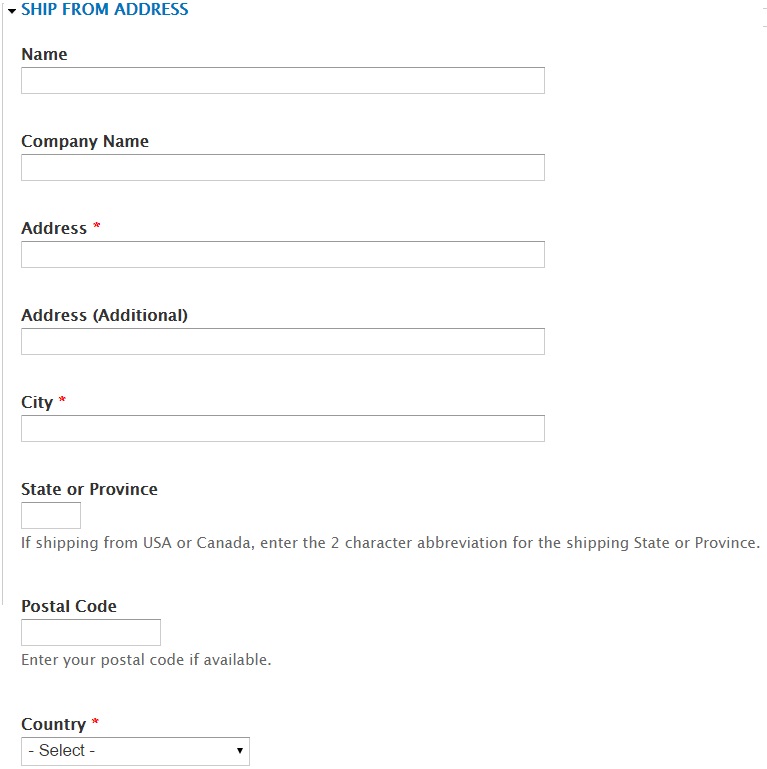 SHIP FROM ADDRESS
Name
Company Name
Address *
Address (Additional)
City *
State or Province
If shipping from USA or Canada, enter the 2 character abbreviation for the shipping State or Province.
Postal Code
Enter your postal code if available.
Country *
- Select -